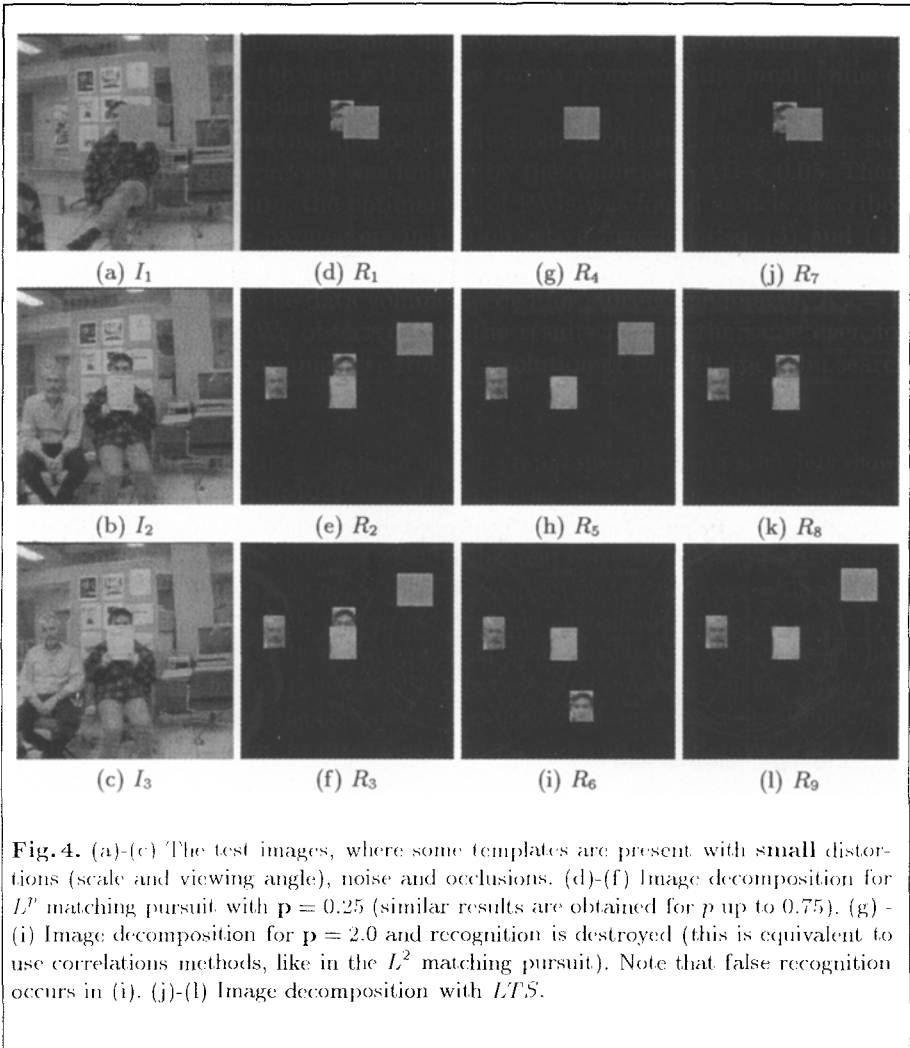 (a) I₁ (d) R₁ (g) R₄ (j) R₇
(b) I₂ (e) R₂ (h) R₅ (k) R₈
(c) I₃ (f) R₃ (i) R₆ (l) R₉
Fig. 4. (a)-(c) The test images, where some templates are present with small distor-
tions (scale and viewing angle), noise and occlusions. (d)-(f) Image decomposition for
Lᵖ matching pursuit with p = 0.25 (similar results are obtained for p up to 0.75). (g) -
(i) Image decomposition for p = 2.0 and recognition is destroyed (this is equivalent to
use correlations methods, like in the L² matching pursuit). Note that false recognition
occurs in (i). (j)-(l) Image decomposition with LTS.